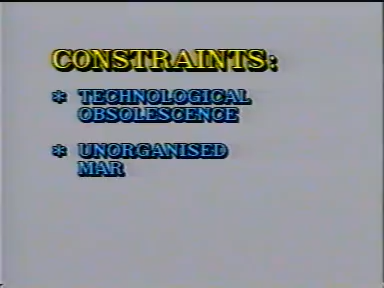 CONSTRAINTS:
* TECHNOLOGICAL
OBSOLESCENCE
* UNORGANISED
MAR